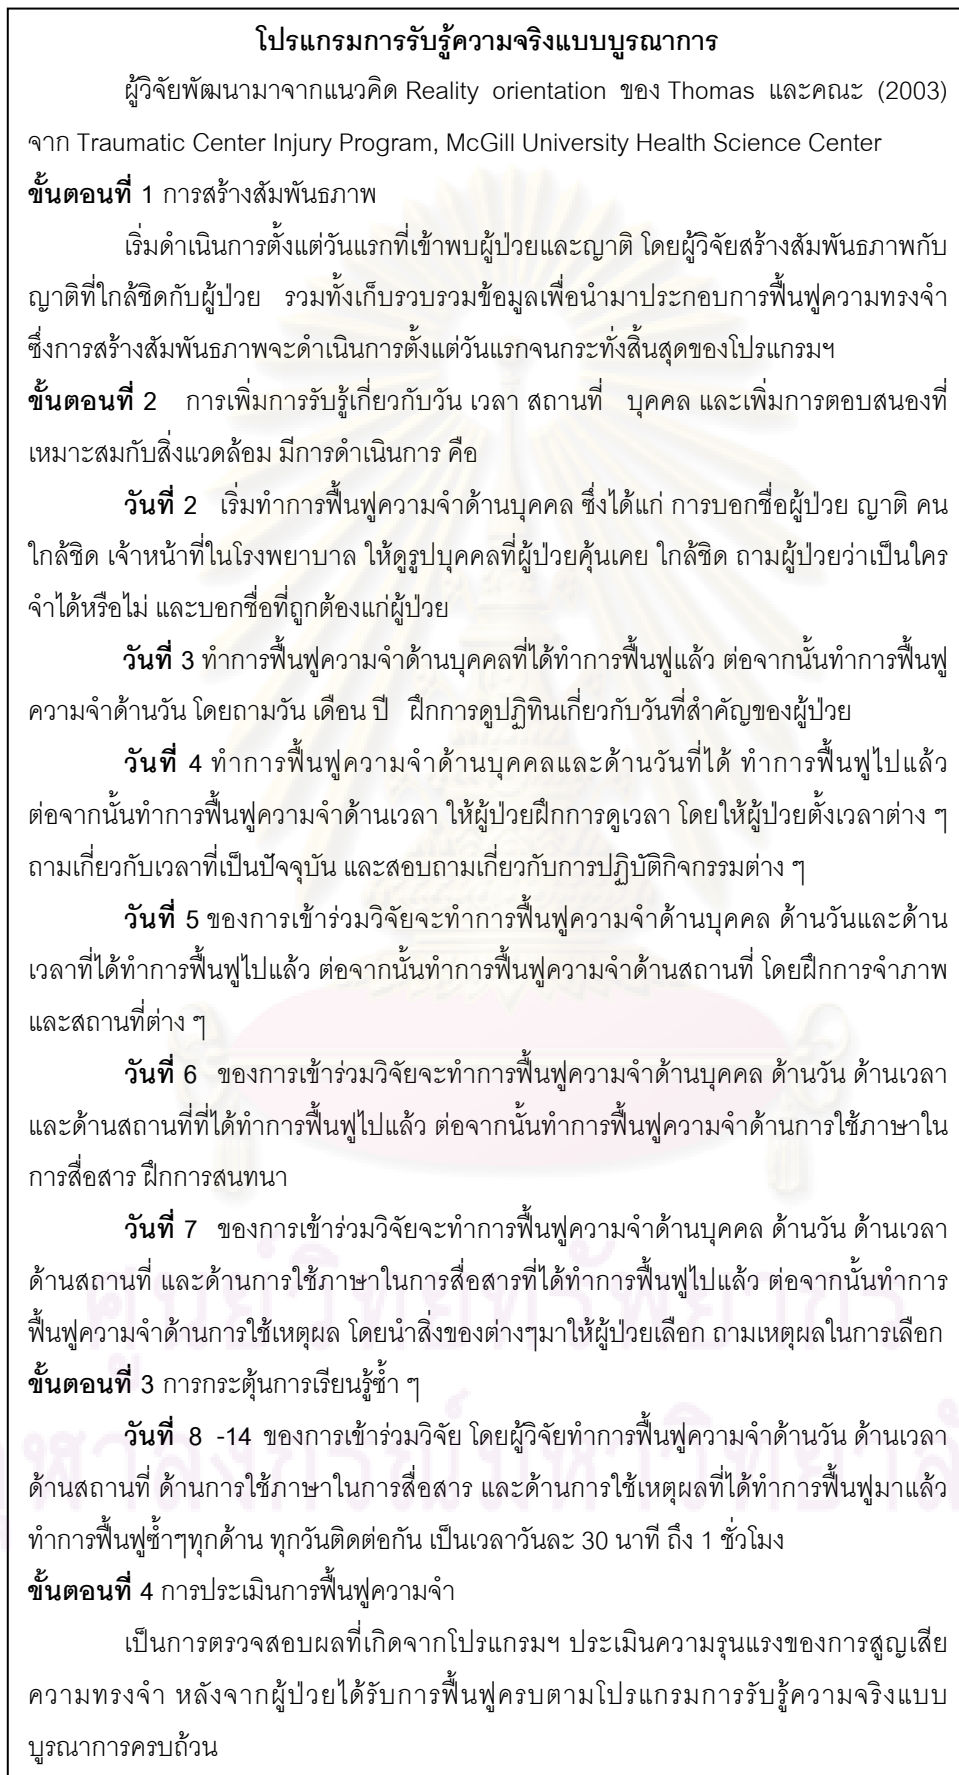 โปรแกรมการรับรู้ความจริงแบบบูรณาการ
ผู้วิจัยพัฒนามาจากแนวคิด Reality orientation ของ Thomas และคณะ (2003)
จาก Traumatic Center Injury Program, McGill University Health Science Center
ขั้นตอนที่ 1 การสร้างสัมพันธภาพ
เริ่มดำเนินการตั้งแต่วันแรกที่เข้าพบผู้ป่วยและญาติ โดยผู้วิจัยสร้างสัมพันธภาพกับ
ญาติที่ใกล้ชิดกับผู้ป่วย รวมทั้งเก็บรวบรวมข้อมูลเพื่อนำมาประกอบการฟื้นฟูความทรงจำ
ซึ่งการสร้างสัมพันธภาพจะดำเนินการตั้งแต่วันแรกจนกระทั่งสิ้นสุดของโปรแกรมฯ
ขั้นตอนที่ 2 การเพิ่มการรับรู้เกี่ยวกับวัน เวลา สถานที่ บุคคล และเพิ่มการตอบสนองที่
เหมาะสมกับสิ่งแวดล้อม มีการดำเนินการ คือ
วันที่ 2 เริ่มทำการฟื้นฟูความจำด้านบุคคล ซึ่งได้แก่ การบอกชื่อผู้ป่วย ญาติ คน
ใกล้ชิด เจ้าหน้าที่ในโรงพยาบาล ให้ดูรูปบุคคลที่ผู้ป่วยคุ้นเคย ใกล้ชิด ถามผู้ป่วยว่าเป็นใคร
จำได้หรือไม่ และบอกชื่อที่ถูกต้องแก่ผู้ป่วย
วันที่ 3 ทำการฟื้นฟูความจำด้านบุคคลที่ได้ทำการฟื้นฟูแล้ว ต่อจากนั้นทำการฟื้นฟู
ความจำด้านวัน โดยถามวัน เดือน ปี ฝึกการดูปฏิทินเกี่ยวกับวันที่สำคัญของผู้ป่วย
วันที่ 4 ทำการฟื้นฟูความจำด้านบุคคลและด้านวันที่ได้ ทำการฟื้นฟูไปแล้ว
ต่อจากนั้นทำการฟื้นฟูความจำด้านเวลา ให้ผู้ป่วยฝึกการดูเวลา โดยให้ผู้ป่วยตั้งเวลาต่าง ๆ
ถามเกี่ยวกับเวลาที่เป็นปัจจุบัน และสอบถามเกี่ยวกับการปฏิบัติกิจกรรมต่าง ๆ
วันที่ 5 ของการเข้าร่วมวิจัยจะทำการฟื้นฟูความจำด้านบุคคล ด้านวันและด้าน
เวลาที่ได้ทำการฟื้นฟูไปแล้ว ต่อจากนั้นทำการฟื้นฟูความจำด้านสถานที่ โดยฝึกการจำภาพ
และสถานที่ต่าง ๆ
วันที่ 6 ของการเข้าร่วมวิจัยจะทำการฟื้นฟูความจำด้านบุคคล ด้านวัน ด้านเวลา
และด้านสถานที่ที่ได้ทำการฟื้นฟูไปแล้ว ต่อจากนั้นทำการฟื้นฟูความจำด้านการใช้ภาษาใน
การสื่อสาร ฝึกการสนทนา
วันที่ 7 ของการเข้าร่วมวิจัยจะทำการฟื้นฟูความจำด้านบุคคล ด้านวัน ด้านเวลา
ด้านสถานที่ และด้านการใช้ภาษาในการสื่อสารที่ได้ทำการฟื้นฟูไปแล้ว ต่อจากนั้นทำการ
ฟื้นฟูความจำด้านการใช้เหตุผล โดยนำสิ่งของต่างๆมาให้ผู้ป่วยเลือก ถามเหตุผลในการเลือก
ขั้นตอนที่ 3 การกระตุ้นการเรียนรู้ซ้ำ ๆ
วันที่ 8 -14 ของการเข้าร่วมวิจัย โดยผู้วิจัยทำการฟื้นฟูความจำด้านวัน ด้านเวลา
ด้านสถานที่ ด้านการใช้ภาษาในการสื่อสาร และด้านการใช้เหตุผลที่ได้ทำการฟื้นฟูมาแล้ว
ทำการฟื้นฟูซ้ำๆทุกด้าน ทุกวันติดต่อกัน เป็นเวลาวันละ 30 นาที ถึง 1 ชั่วโมง
ขั้นตอนที่ 4 การประเมินการฟื้นฟูความจำ
เป็นการตรวจสอบผลที่เกิดจากโปรแกรมฯ ประเมินความรุนแรงของการสูญเสีย
ความทรงจำ หลังจากผู้ป่วยได้รับการฟื้นฟูครบตามโปรแกรมการรับรู้ความจริงแบบ
บูรณาการครบถ้วน
ศูนย์วิทยทรัพยากร